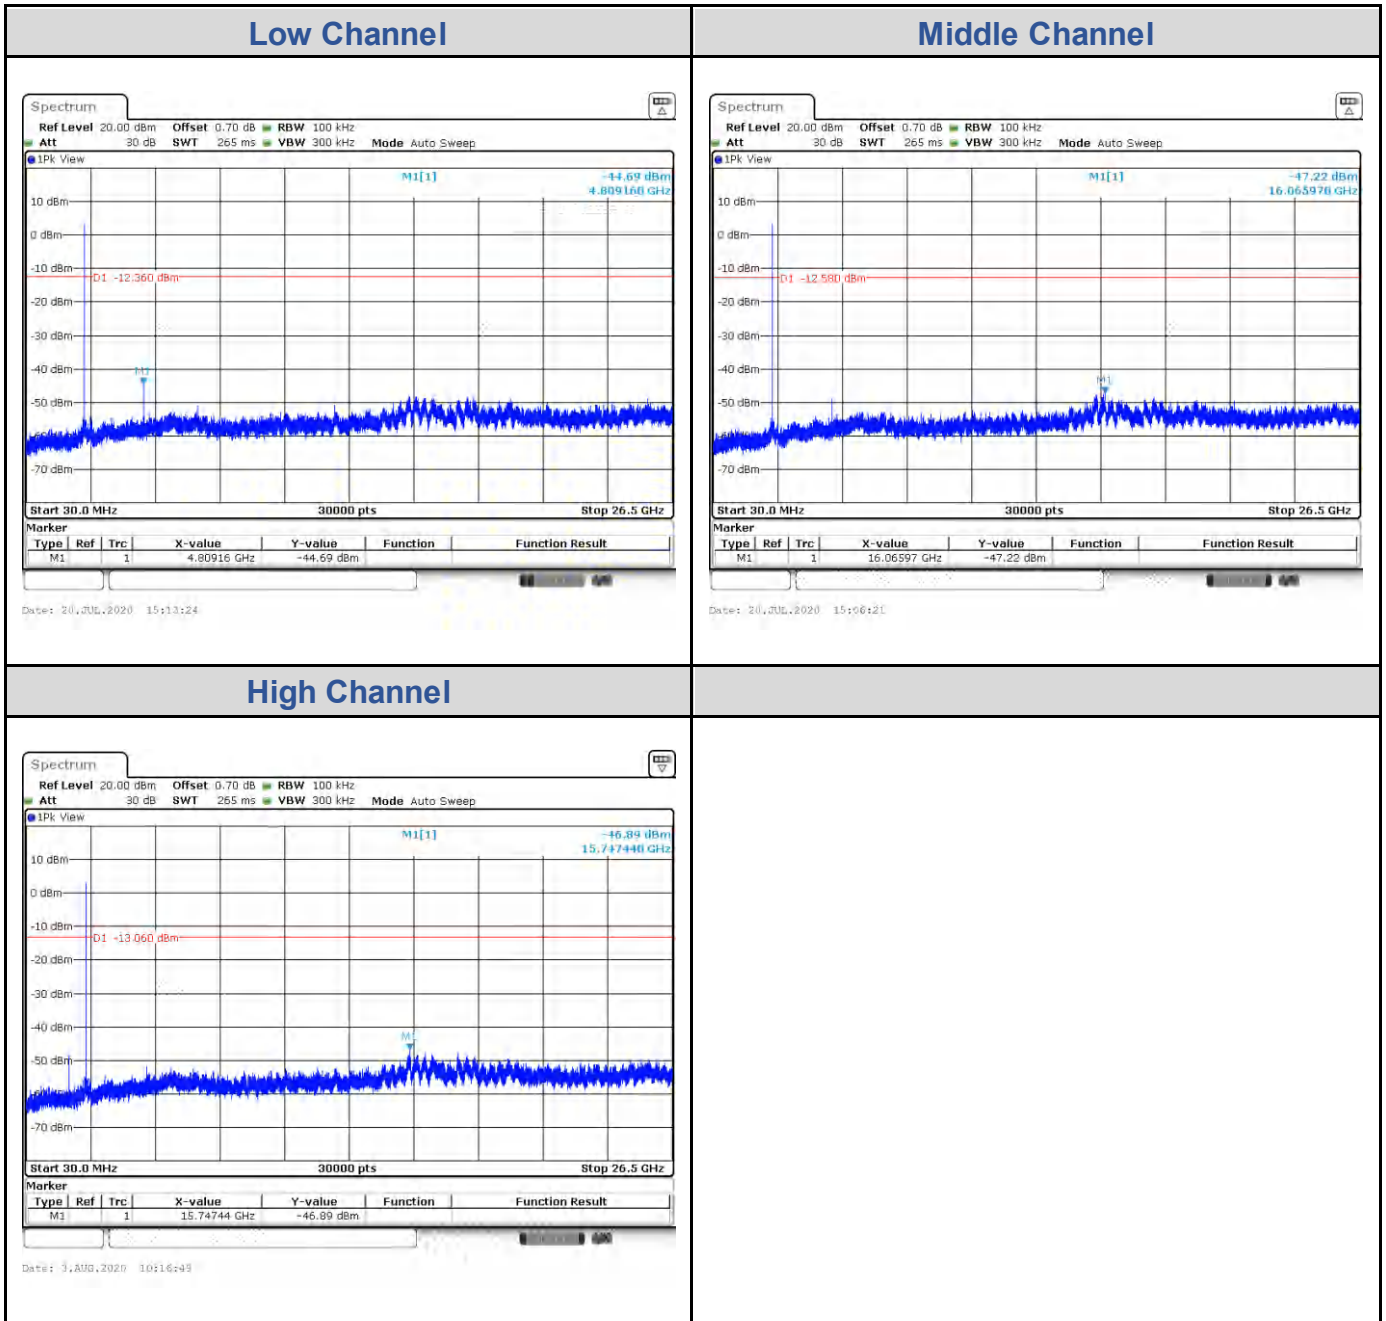 Low Channel
Middle Channel
Spectrum
Ref Level 20.00 dBm Offset 0.70 dB RBW 100 kHz
Att 30 dB SWT 265 ms VBW 300 kHz Mode Auto Sweep
1Pk View
M1[1] -44.69 dBm
4.809160 GHz
10 dBm
0 dBm
-10 dBm
D1 -12.360 dBm
-20 dBm
-30 dBm
-40 dBm
M1
-50 dBm
-70 dBm
Start 30.0 MHz 30000 pts Stop 26.5 GHz
Marker
Type Ref Trc X-value Y-value Function Function Result
M1 1 4.80916 GHz -44.69 dBm
Date: 20.JUL.2020 15:13:24
Spectrum
Ref Level 20.00 dBm Offset 0.70 dB RBW 100 kHz
Att 30 dB SWT 265 ms VBW 300 kHz Mode Auto Sweep
1Pk View
M1[1] -47.22 dBm
16.065970 GHz
10 dBm
0 dBm
-10 dBm
D1 -12.580 dBm
-20 dBm
-30 dBm
-40 dBm
M1
-50 dBm
-70 dBm
Start 30.0 MHz 30000 pts Stop 26.5 GHz
Marker
Type Ref Trc X-value Y-value Function Function Result
M1 1 16.06597 GHz -47.22 dBm
Date: 20.JUL.2020 15:06:21
High Channel
Spectrum
Ref Level 20.00 dBm Offset 0.70 dB RBW 100 kHz
Att 30 dB SWT 265 ms VBW 300 kHz Mode Auto Sweep
1Pk View
M1[1] -46.89 dBm
15.747440 GHz
10 dBm
0 dBm
-10 dBm
D1 -13.060 dBm
-20 dBm
-30 dBm
-40 dBm
M1
-50 dBm
-70 dBm
Start 30.0 MHz 30000 pts Stop 26.5 GHz
Marker
Type Ref Trc X-value Y-value Function Function Result
M1 1 15.74744 GHz -46.89 dBm
Date: 3.AUG.2020 10:16:49